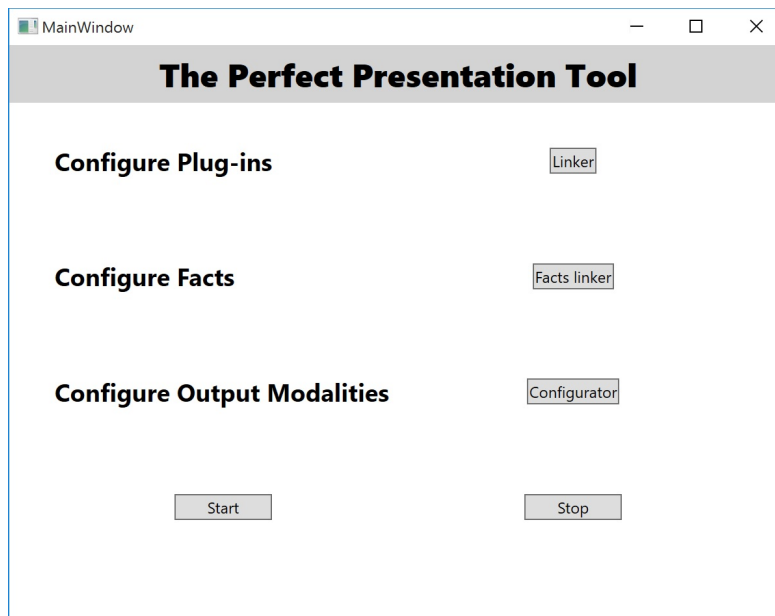 MainWindow
The Perfect Presentation Tool
Configure Plug-ins Linker
Configure Facts Facts linker
Configure Output Modalities Configurator
Start Stop